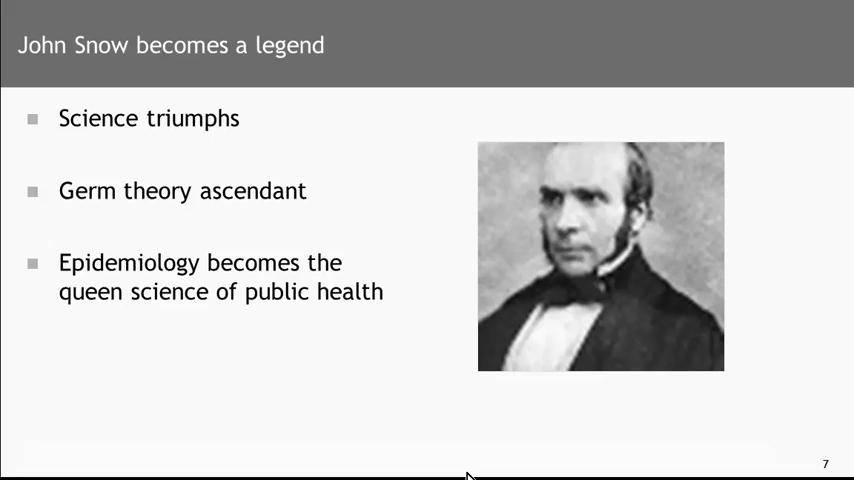 John Snow becomes a legend
Science triumphs
Germ theory ascendant
Epidemiology becomes the
queen science of public health
7